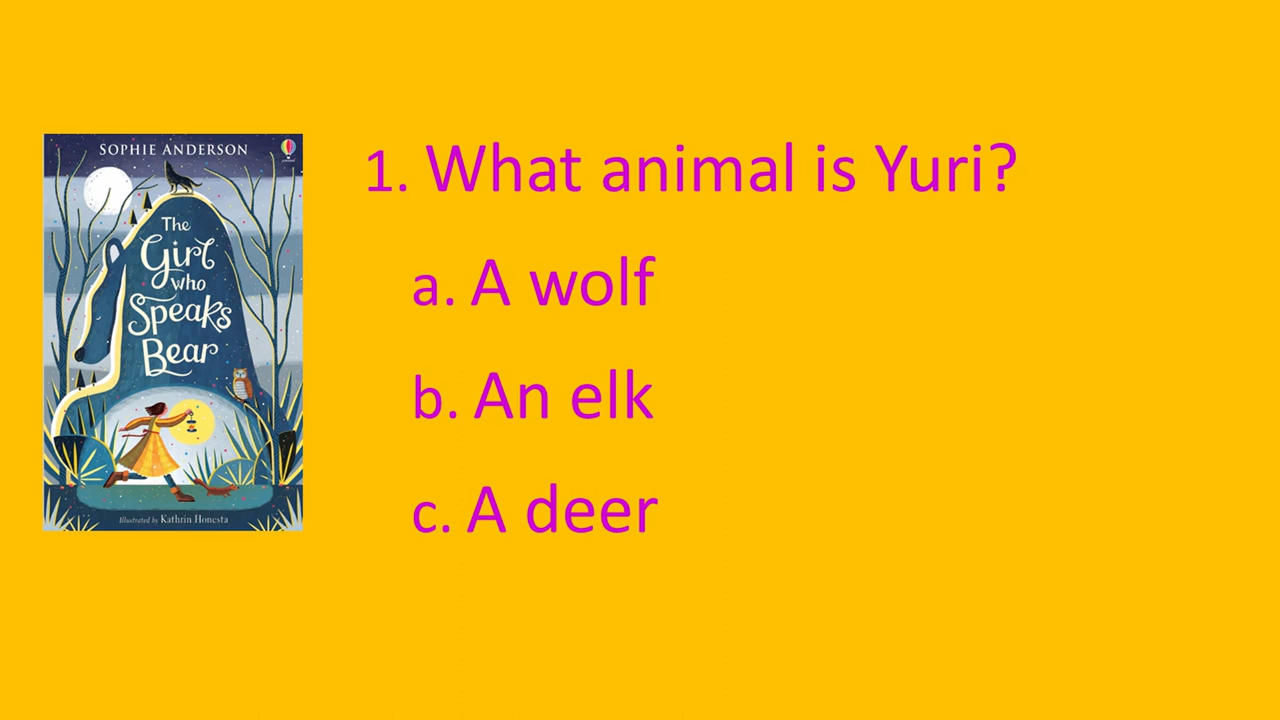 SOPHIE ANDERSON
The
Girl
who
Speaks
Bear
Illustrated by Kathrin Honesta
1. What animal is Yuri?
a. A wolf
b. An elk
c. A deer